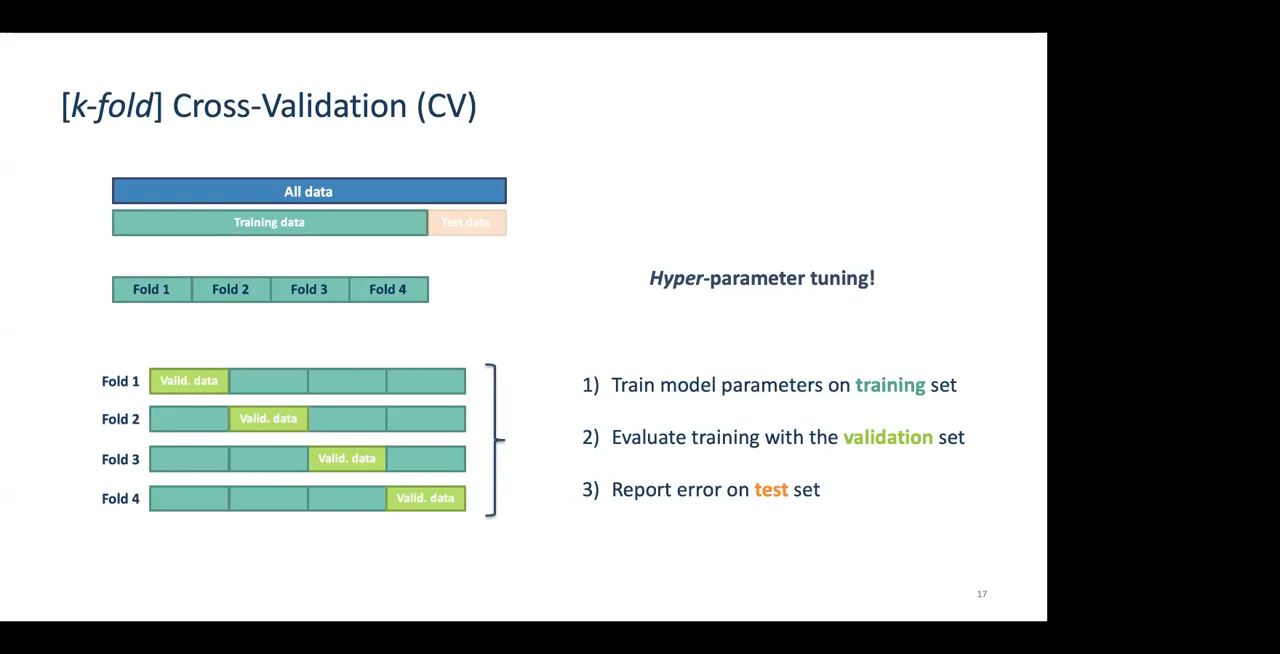 [k-fold] Cross-Validation (CV)
All data
Training data Test data
Fold 1 Fold 2 Fold 3 Fold 4
Hyper-parameter tuning!
Fold 1 Valid. data
Fold 2 Valid. data
Fold 3 Valid. data
Fold 4 Valid. data
1) Train model parameters on training set
2) Evaluate training with the validation set
3) Report error on test set
17